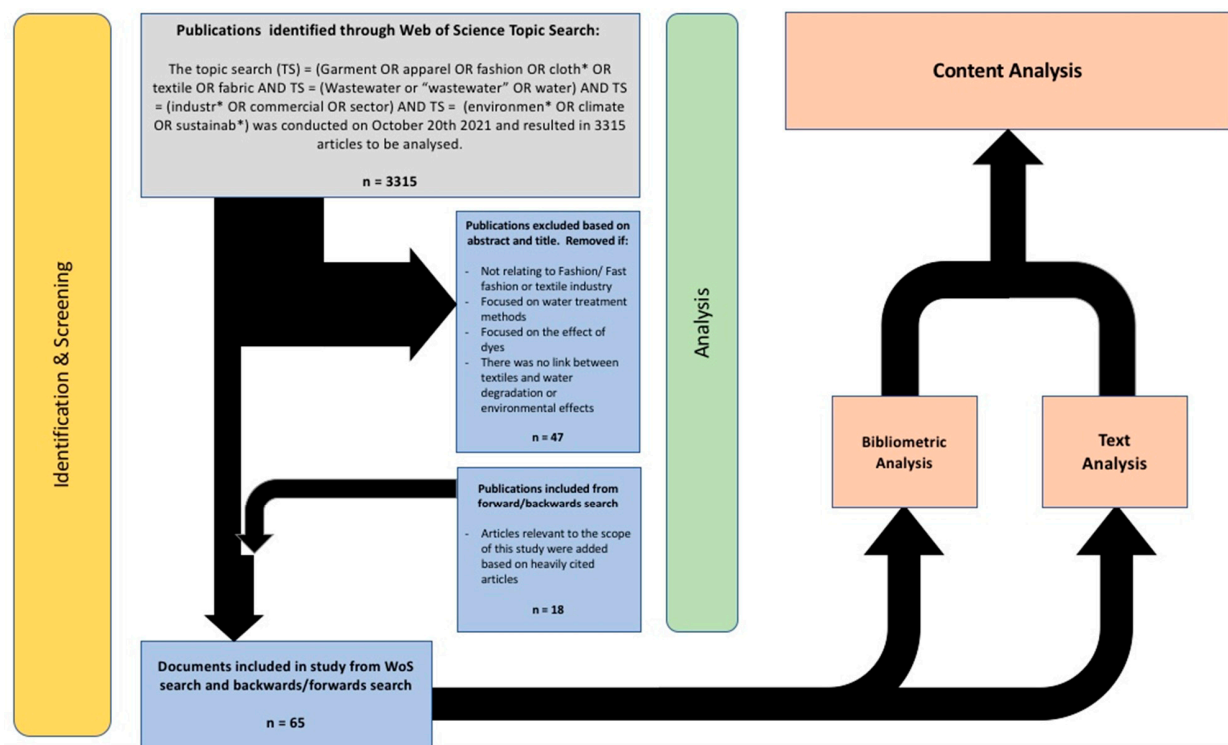 Identification & Screening
Publications identified through Web of Science Topic Search:
The topic search (TS) = (Garment OR apparel OR fashion OR cloth* OR
textile OR fabric AND TS = (Wastewater or “wastewater” OR water) AND TS
= (industr* OR commercial OR sector) AND TS = (environmen* OR climate
OR sustainab*) was conducted on October 20th 2021 and resulted in 3315
articles to be analysed.
n = 3315
Publications excluded based on
abstract and title. Removed if:
- Not relating to Fashion/ Fast
fashion or textile industry
- Focused on water treatment
methods
- Focused on the effect of
dyes
- There was no link between
textiles and water
degradation or
environmental effects
n = 47
Publications included from
forward/backwards search
- Articles relevant to the scope
of this study were added
based on heavily cited
articles
n = 18
Documents included in study from WoS
search and backwards/forwards search
n = 65
Analysis
Content Analysis
Bibliometric
Analysis
Text
Analysis